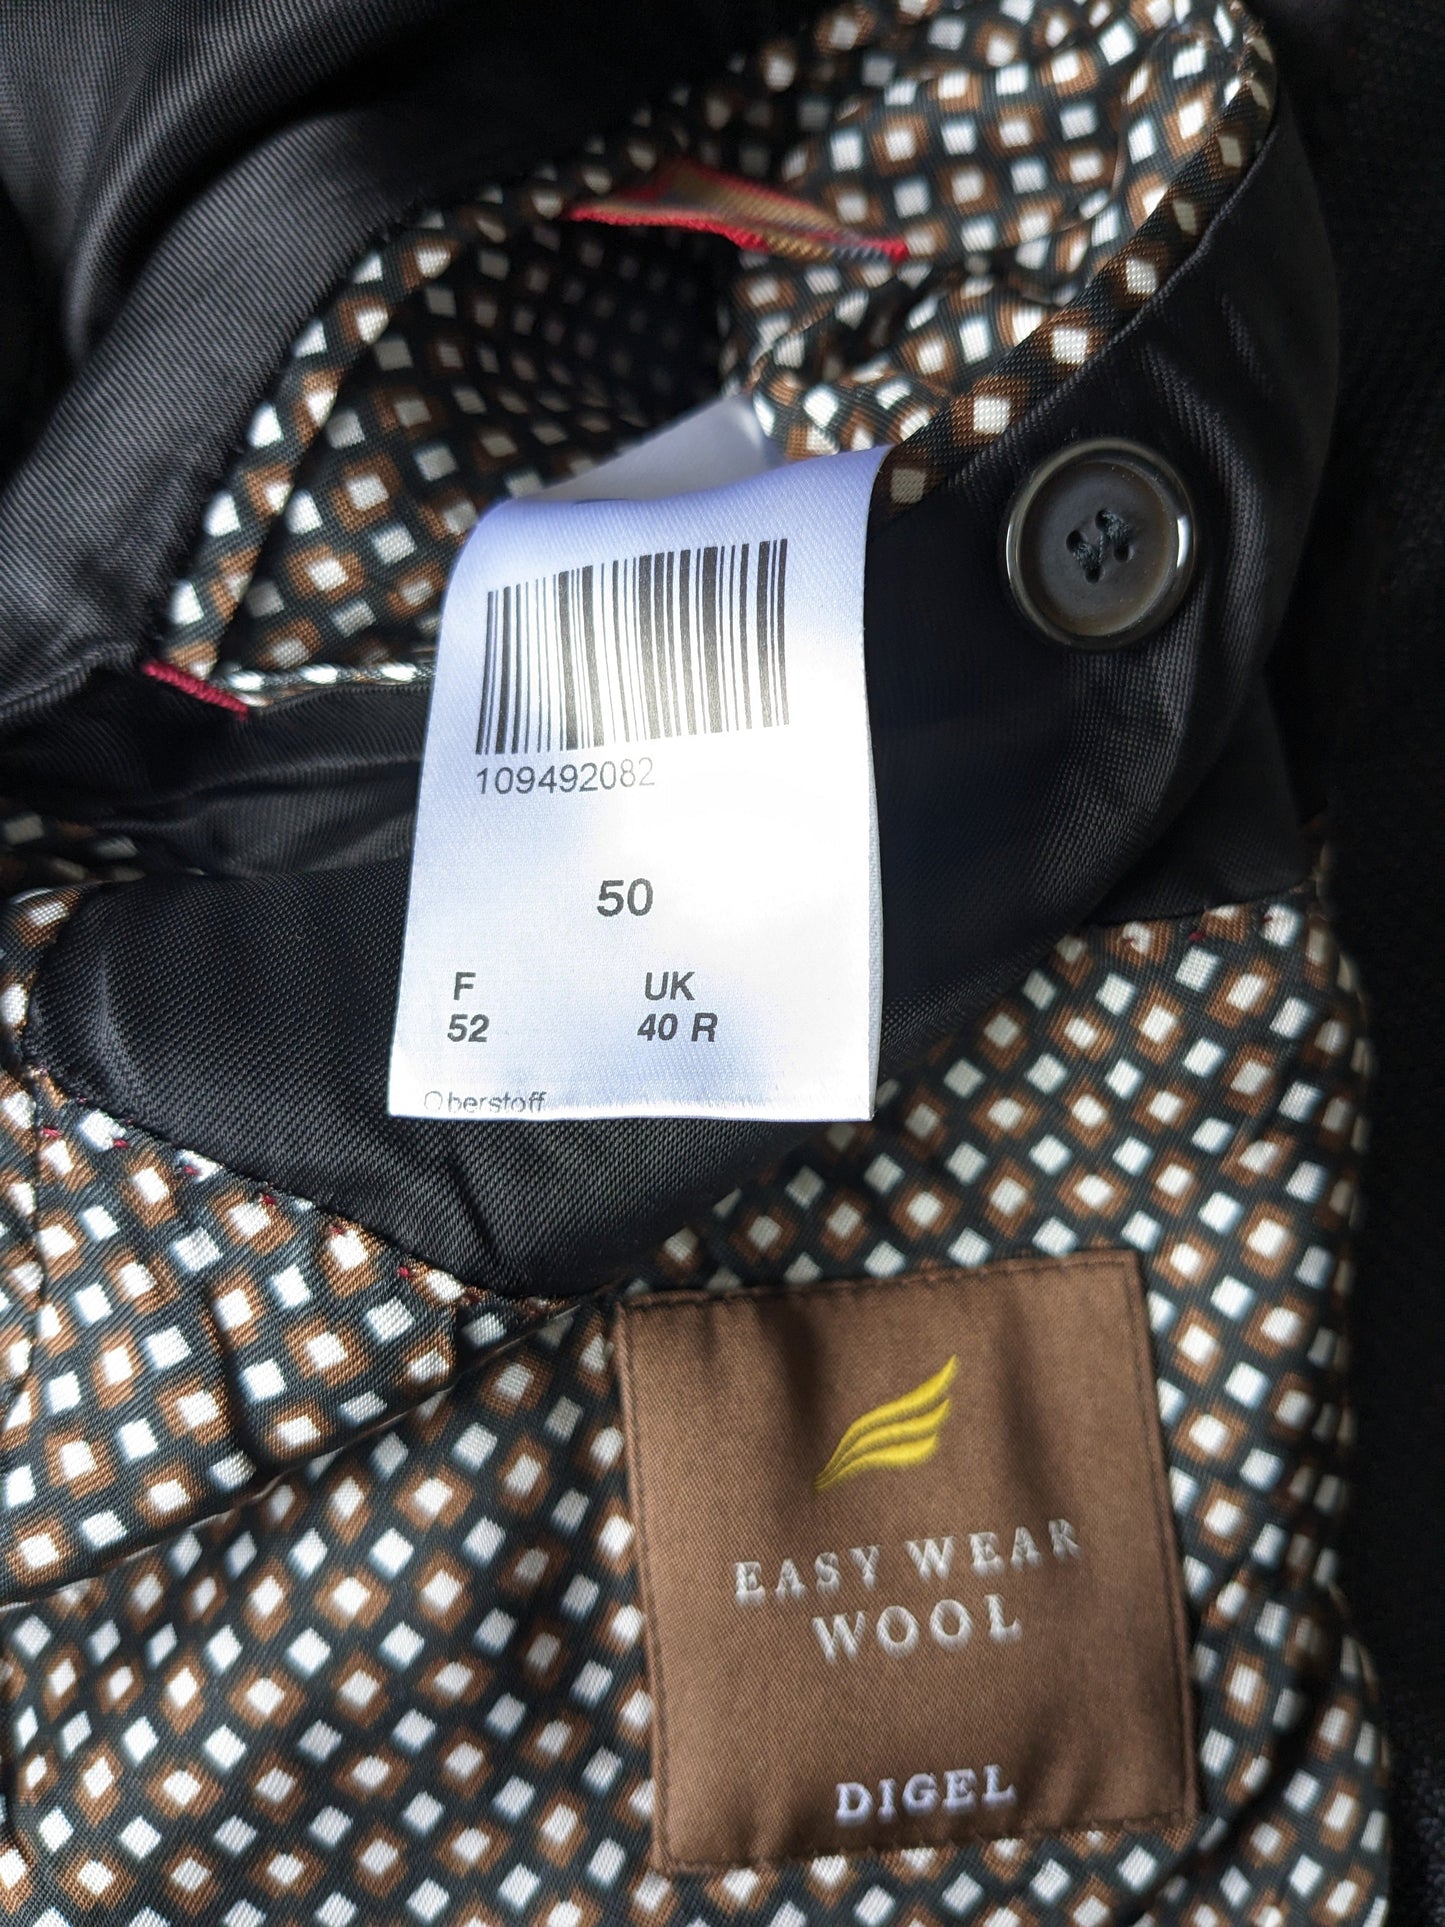 109492082
50
F UK
52 40 R
Oberstoff
EASY WEAR
WOOL
DIGEL